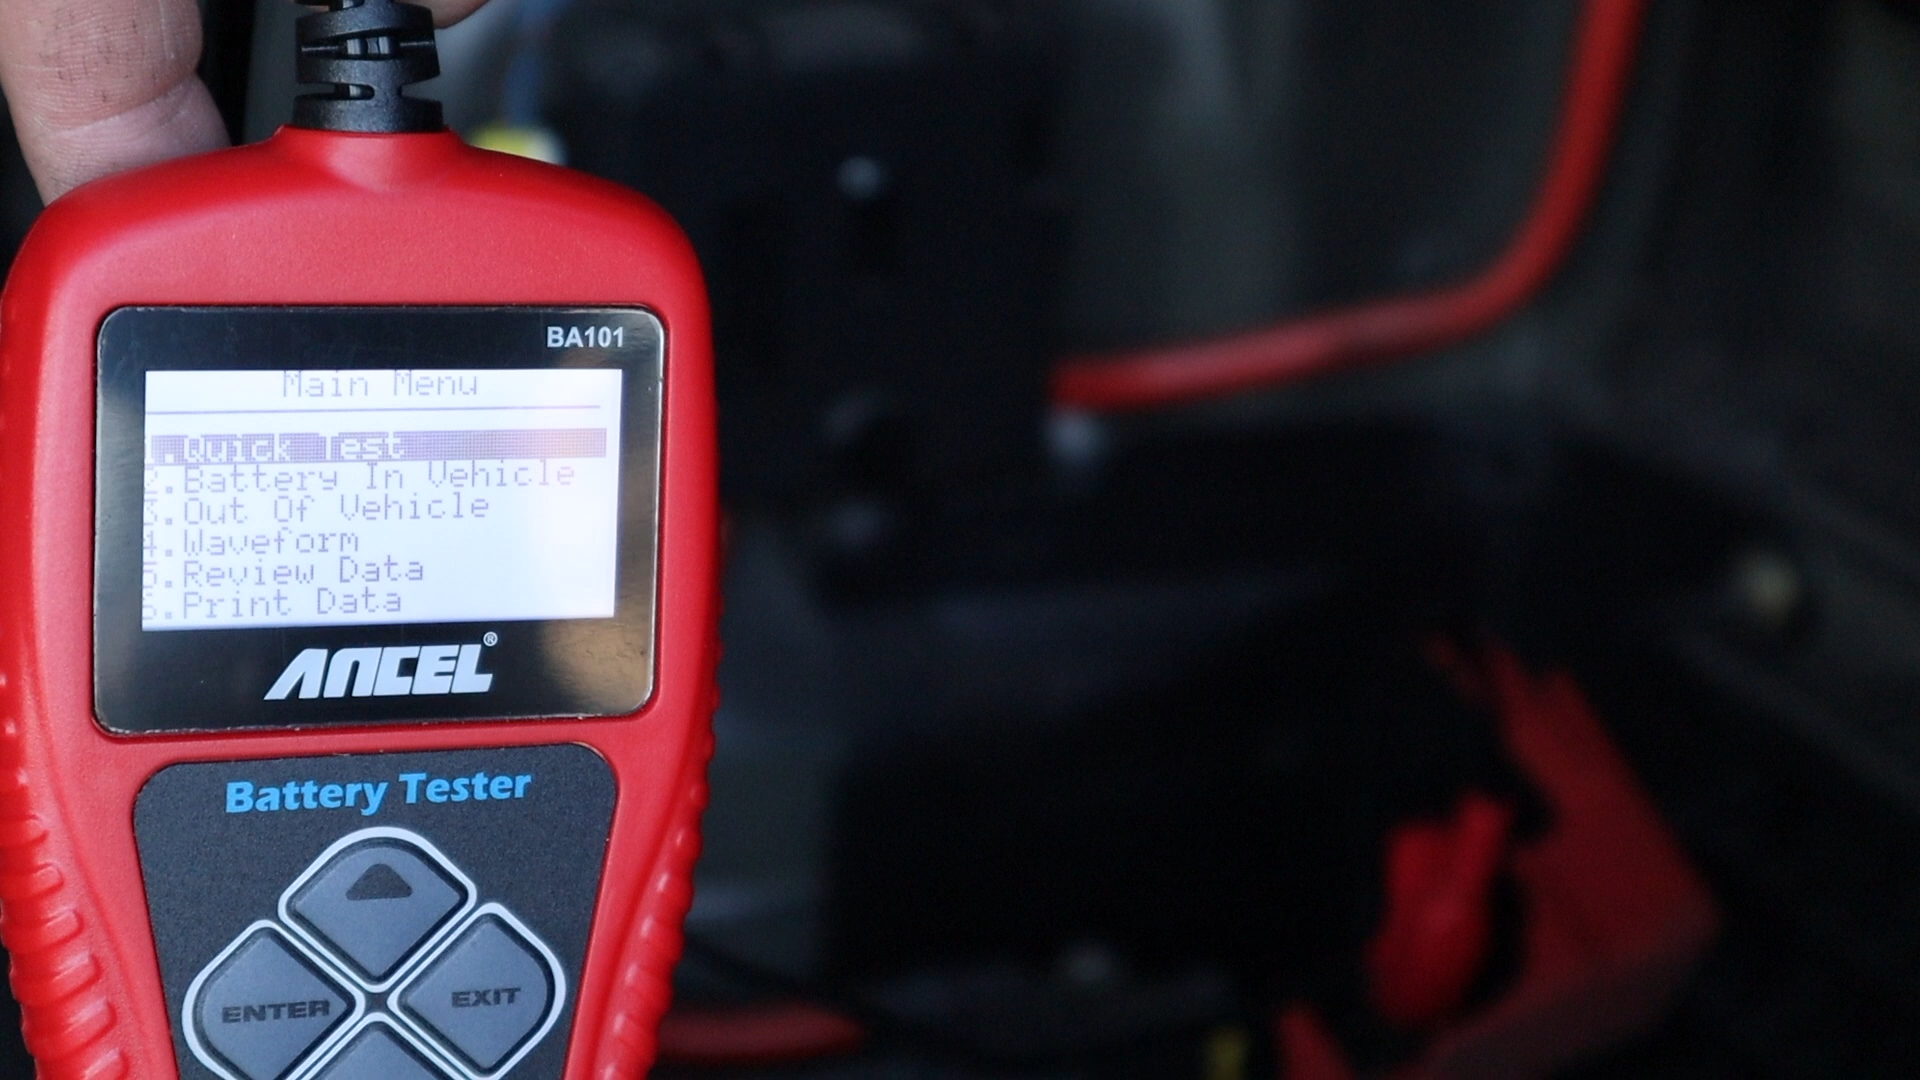 BA101
Main Menu
1.Quick Test
2.Battery In Vehicle
3.Out Of Vehicle
4.Waveform
5.Review Data
6.Print Data
ANCEL®
Battery Tester
ENTER
EXIT